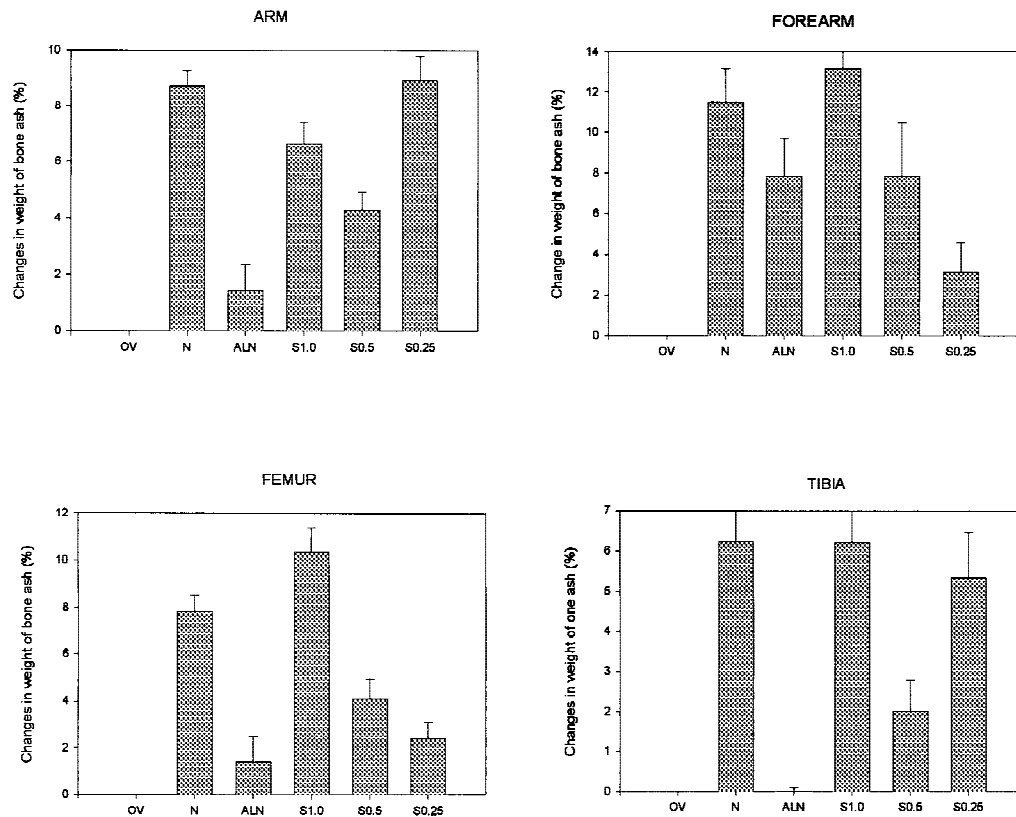 ARM
Changes in weight of bone ash (%)
10
8
6
4
2
0
OV N ALN S1.0 S0.5 S0.25
FOREARM
Change in weight of bone ash (%)
14
12
10
8
6
4
2
0
OV N ALN S1.0 S0.5 S0.25
FEMUR
Changes in weight of bone ash (%)
12
10
8
6
4
2
0
OV N ALN S1.0 S0.5 S0.25
TIBIA
Changes in weight of one ash (%)
7
6
5
4
3
2
1
0
OV N ALN S1.0 S0.5 S0.25